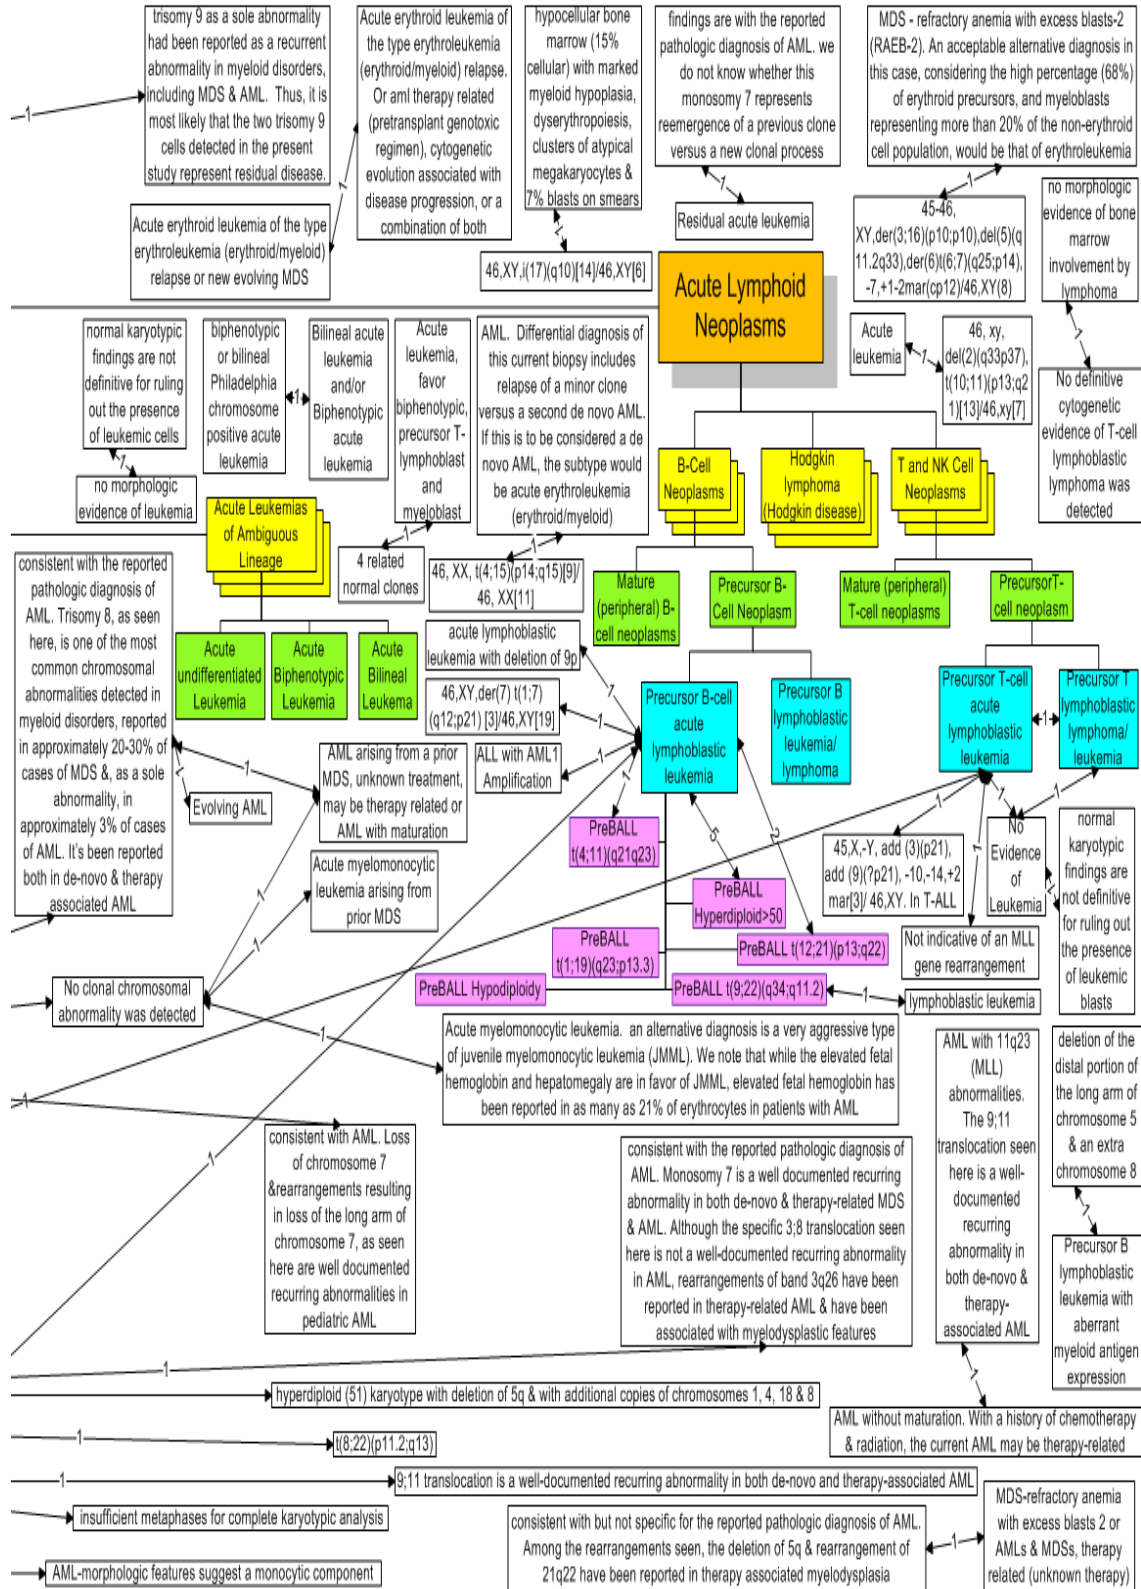 trisomy 9 as a sole abnormality
had been reported as a recurrent
abnormality in myeloid disorders,
including MDS & AML. Thus, it is
most likely that the two trisomy 9
cells detected in the present
study represent residual disease.
1
Acute erythroid leukemia of
the type erythroleukemia
(erythroid/myeloid) relapse.
Or aml therapy related
(pretransplant genotoxic
regimen), cytogenetic
evolution associated with
disease progression, or a
combination of both
1
Acute erythroid leukemia of the type
erythroleukemia (erythroid/myeloid)
relapse or new evolving MDS
hypocellular bone
marrow (15%
cellular) with marked
myeloid hypoplasia,
dyserythropoiesis,
clusters of atypical
megakaryocytes &
7% blasts on smears
1
46,XY,i(17)(q10)[14]/46,XY[6]
findings are with the reported
pathologic diagnosis of AML. we
do not know whether this
monosomy 7 represents
reemergence of a previous clone
versus a new clonal process
1
Residual acute leukemia
MDS - refractory anemia with excess blasts-2
(RAEB-2). An acceptable alternative diagnosis in
this case, considering the high percentage (68%)
of erythroid precursors, and myeloblasts
representing more than 20% of the non-erythroid
cell population, would be that of erythroleukemia
1
45-46,
XY,der(3;16)(p10;p10),del(5)(q
11.2q33),der(6)t(6;7)(q25;p14),
-7,+1-2mar(cp12)/46,XY(8)
no morphologic
evidence of bone
marrow
involvement by
lymphoma
1
No definitive
cytogenetic
evidence of T-cell
lymphoblastic
lymphoma was
detected
Acute
leukemia
1
46, xy,
del(2)(q33p37),
t(10;11)(p13;q2
1)[13]/46,xy[7]
Acute Lymphoid
Neoplasms
normal karyotypic
findings are not
definitive for ruling
out the presence
of leukemic cells
1
no morphologic
evidence of leukemia
biphenotypic
or bilineal
Philadelphia
chromosome
positive acute
leukemia
1
Bilineal acute
leukemia
and/or
Biphenotypic
acute
leukemia
Acute
leukemia,
favor
biphenotypic,
precursor T-
lymphoblast
and
myeloblast
1
4 related
normal clones
AML. Differential diagnosis of
this current biopsy includes
relapse of a minor clone
versus a second de novo AML.
If this is to be considered a de
novo AML, the subtype would
be acute erythroleukemia
(erythroid/myeloid)
1
46, XX, t(4;15)(p14;q15)[9]/
46, XX[11]
B-Cell
Neoplasms
Hodgkin
lymphoma
(Hodgkin disease)
T and NK Cell
Neoplasms
Acute Leukemias
of Ambiguous
Lineage
Mature
(peripheral) B-
cell neoplasms
Precursor B-
Cell Neoplasm
Mature (peripheral)
T-cell neoplasms
PrecursorT-
cell neoplasm
Acute
undifferentiated
Leukemia
Acute
Biphenotypic
Leukemia
Acute
Bilineal
Leukema
consistent with the reported
pathologic diagnosis of
AML. Trisomy 8, as seen
here, is one of the most
common chromosomal
abnormalities detected in
myeloid disorders, reported
in approximately 20-30% of
cases of MDS &, as a sole
abnormality, in
approximately 3% of cases
of AML. It's been reported
both in de-novo & therapy
associated AML
1
Evolving AML
1
AML arising from a prior
MDS, unknown treatment,
may be therapy related or
AML with maturation
1
Acute myelomonocytic
leukemia arising from
prior MDS
1
No clonal chromosomal
abnormality was detected
1
acute lymphoblastic
leukemia with deletion of 9p
1
46,XY,der(7) t(1;7)
(q12;p21) [3]/46,XY[19]
1
ALL with AML1
Amplification
1
Precursor B-cell
acute
lymphoblastic
leukemia
Precursor B
lymphoblastic
leukemia/
lymphoma
Precursor T-cell
acute
lymphoblastic
leukemia
1
Precursor T
lymphoblastic
lymphoma/
leukemia
1
PreBALL
t(4;11)(q21q23)
5
PreBALL
Hyperdiploid>50
2
PreBALL
t(1;19)(q23;p13.3)
PreBALL t(12;21)(p13;q22)
PreBALL Hypodiploidy
PreBALL t(9;22)(q34;q11.2)
1
lymphoblastic leukemia
1
45,X,-Y, add (3)(p21),
add (9)(?p21), -10,-14,+2
mar[3]/ 46,XY. In T-ALL
1
Not indicative of an MLL
gene rearrangement
1
1
No
Evidence
of
Leukemia
1
normal
karyotypic
findings are
not definitive
for ruling out
the presence
of leukemic
blasts
Acute myelomonocytic leukemia. an alternative diagnosis is a very aggressive type
of juvenile myelomonocytic leukemia (JMML). We note that while the elevated fetal
hemoglobin and hepatomegaly are in favor of JMML, elevated fetal hemoglobin has
been reported in as many as 21% of erythrocytes in patients with AML
1
1
consistent with AML. Loss
of chromosome 7
&rearrangements resulting
in loss of the long arm of
chromosome 7, as seen
here are well documented
recurring abnormalities in
pediatric AML
consistent with the reported pathologic diagnosis of
AML. Monosomy 7 is a well documented recurring
abnormality in both de-novo & therapy-related MDS
& AML. Although the specific 3;8 translocation seen
here is not a well-documented recurring abnormality
in AML, rearrangements of band 3q26 have been
reported in therapy-related AML & have been
associated with myelodysplastic features
1
AML with 11q23
(MLL)
abnormalities.
The 9;11
translocation seen
here is a well-
documented
recurring
abnormality in
both de-novo &
therapy-
associated AML
1
AML without maturation. With a history of chemotherapy
& radiation, the current AML may be therapy-related
deletion of the
distal portion of
the long arm of
chromosome 5
& an extra
chromosome 8
1
Precursor B
lymphoblastic
leukemia with
aberrant
myeloid antigen
expression
1
hyperdiploid (51) karyotype with deletion of 5q & with additional copies of chromosomes 1, 4, 18 & 8
1
t(8;22)(p11.2;q13)
1
9;11 translocation is a well-documented recurring abnormality in both de-novo and therapy-associated AML
insufficient metaphases for complete karyotypic analysis
AML-morphologic features suggest a monocytic component
consistent with but not specific for the reported pathologic diagnosis of AML.
Among the rearrangements seen, the deletion of 5q & rearrangement of
21q22 have been reported in therapy associated myelodysplasia
1
MDS-refractory anemia
with excess blasts 2 or
AMLs & MDSs, therapy
related (unknown therapy)